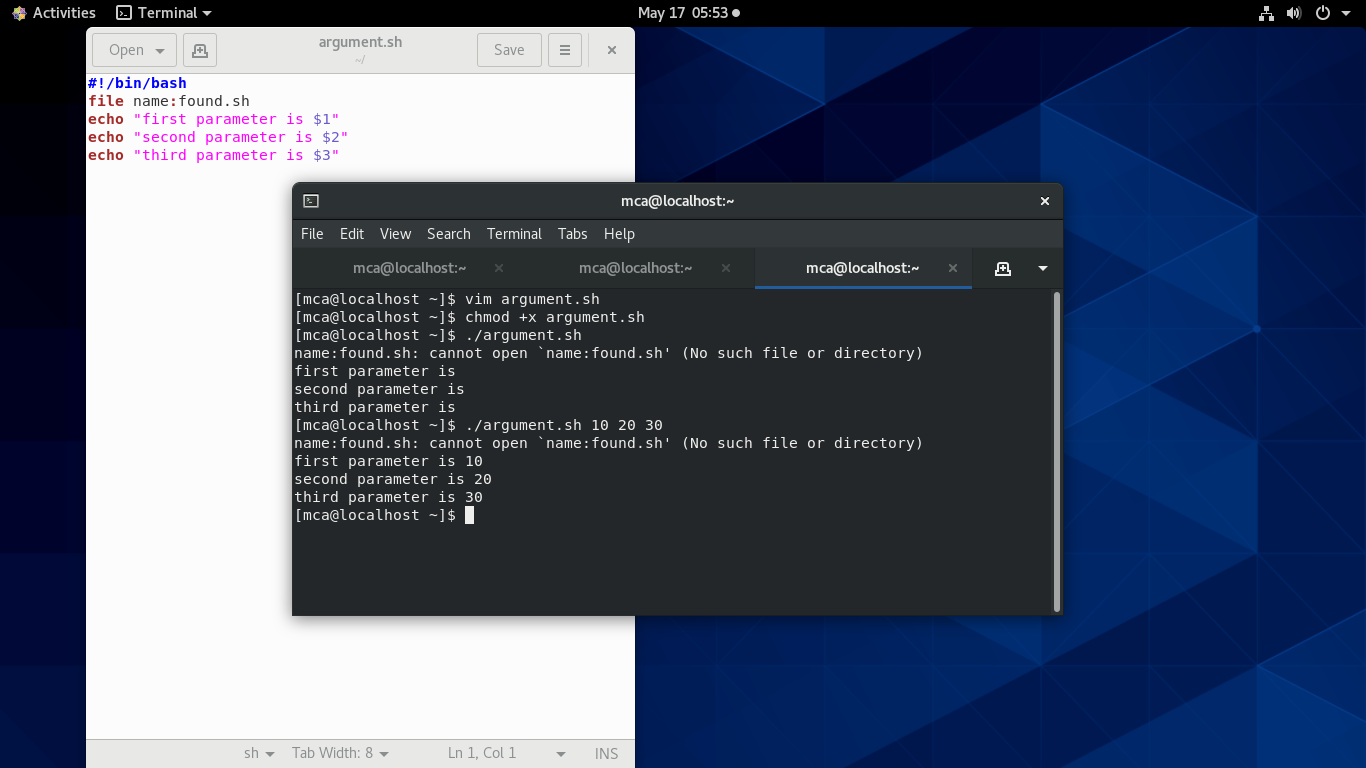 Activities Terminal May 17 05:53
Open argument.sh Save
~/
#!/bin/bash
file name:found.sh
echo "first parameter is $1"
echo "second parameter is $2"
echo "third parameter is $3"
mca@localhost:~
File Edit View Search Terminal Tabs Help
mca@localhost:~ mca@localhost:~ mca@localhost:~
[mca@localhost ~]$ vim argument.sh
[mca@localhost ~]$ chmod +x argument.sh
[mca@localhost ~]$ ./argument.sh
name:found.sh: cannot open `name:found.sh' (No such file or directory)
first parameter is
second parameter is
third parameter is
[mca@localhost ~]$ ./argument.sh 10 20 30
name:found.sh: cannot open `name:found.sh' (No such file or directory)
first parameter is 10
second parameter is 20
third parameter is 30
[mca@localhost ~]$
sh Tab Width: 8 Ln 1, Col 1 INS